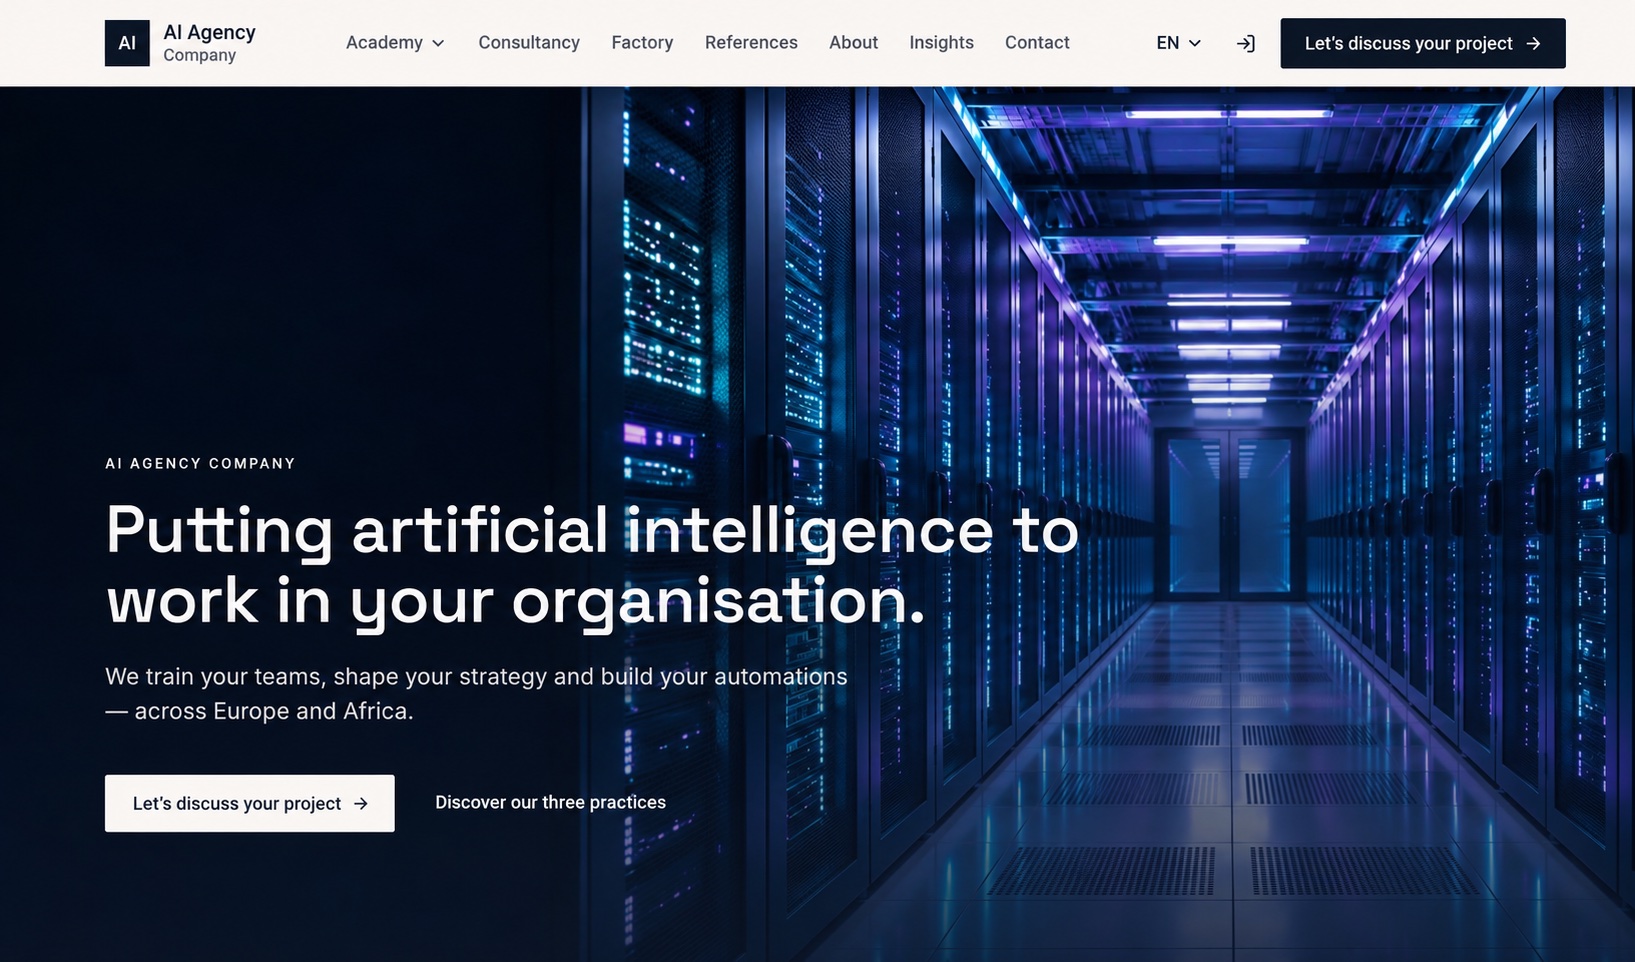 AI
AI Agency
Company
Academy
Consultancy
Factory
References
About
Insights
Contact
EN
Let’s discuss your project →
AI AGENCY COMPANY
Putting artificial intelligence to
work in your organisation.
We train your teams, shape your strategy and build your automations
— across Europe and Africa.
Let’s discuss your project →
Discover our three practices